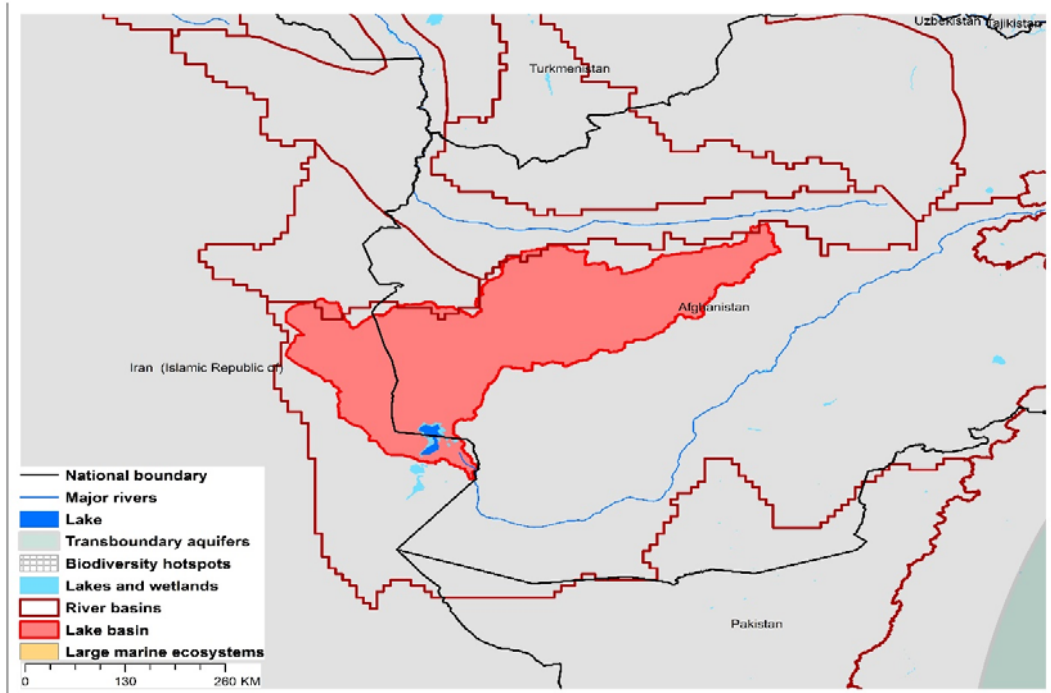 Uzbekistan
Tajikistan
Turkmenistan
Afghanistan
Iran (Islamic Republic of)
Pakistan
National boundary
Major rivers
Lake
Transboundary aquifers
Biodiversity hotspots
Lakes and wetlands
River basins
Lake basin
Large marine ecosystems
0 130 260 KM